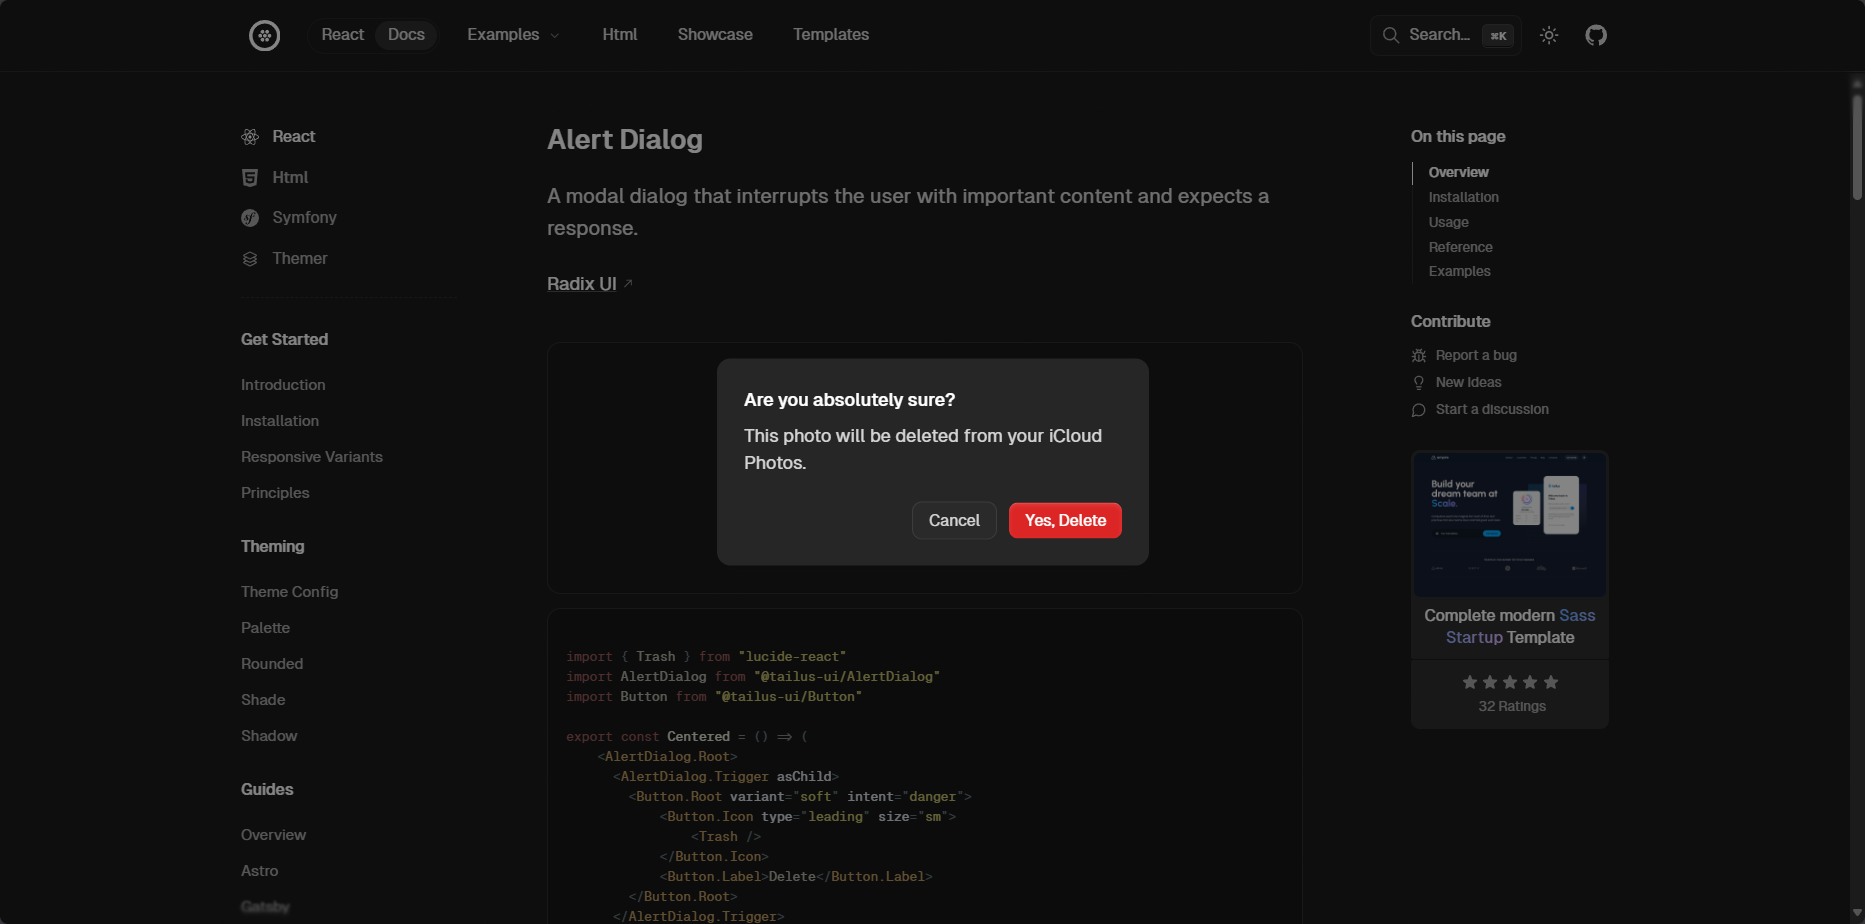 React Docs Examples Html Showcase Templates
Search... ⌘K
React
Html
Symfony
Themer
Get Started
Introduction
Installation
Responsive Variants
Principles
Theming
Theme Config
Palette
Rounded
Shade
Shadow
Guides
Overview
Astro
Gatsby
Alert Dialog
A modal dialog that interrupts the user with important content and expects a
response.
Radix UI ↗
Are you absolutely sure?
This photo will be deleted from your iCloud
Photos.
Cancel Yes, Delete
import { Trash } from "lucide-react"
import AlertDialog from "@tailus-ui/AlertDialog"
import Button from "@tailus-ui/Button"
export const Centered = () => (
<AlertDialog.Root>
<AlertDialog.Trigger asChild>
<Button.Root variant="soft" intent="danger">
<Button.Icon type="leading" size="sm">
<Trash />
</Button.Icon>
<Button.Label>Delete</Button.Label>
</Button.Root>
</AlertDialog.Trigger>
On this page
Overview
Installation
Usage
Reference
Examples
Contribute
Report a bug
New Ideas
Start a discussion
Build your
dream team at
Scale.
Complete modern Sass
Startup Template
32 Ratings